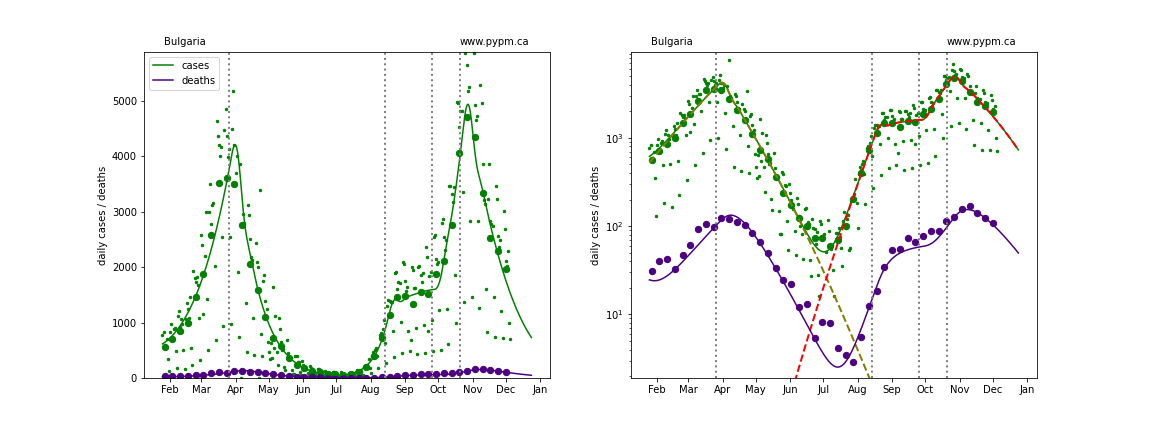 Bulgaria www.pypm.ca
cases
deaths
daily cases / deaths
5000
4000
3000
2000
1000
0
Feb Mar Apr May Jun Jul Aug Sep Oct Nov Dec Jan
Bulgaria www.pypm.ca
daily cases / deaths
10³
10²
10¹
Feb Mar Apr May Jun Jul Aug Sep Oct Nov Dec Jan